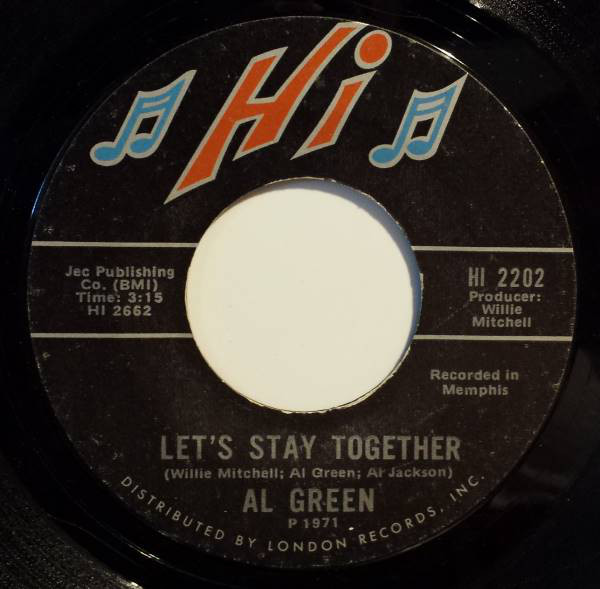 Hi
Jec Publishing
Co. (BMI)
Time: 3:15
HI 2662
HI 2202
Producer:
Willie
Mitchell
Recorded in
Memphis
LET'S STAY TOGETHER
(Willie Mitchell; Al Green; Al Jackson)
AL GREEN
P 1971
DISTRIBUTED BY LONDON RECORDS, INC.